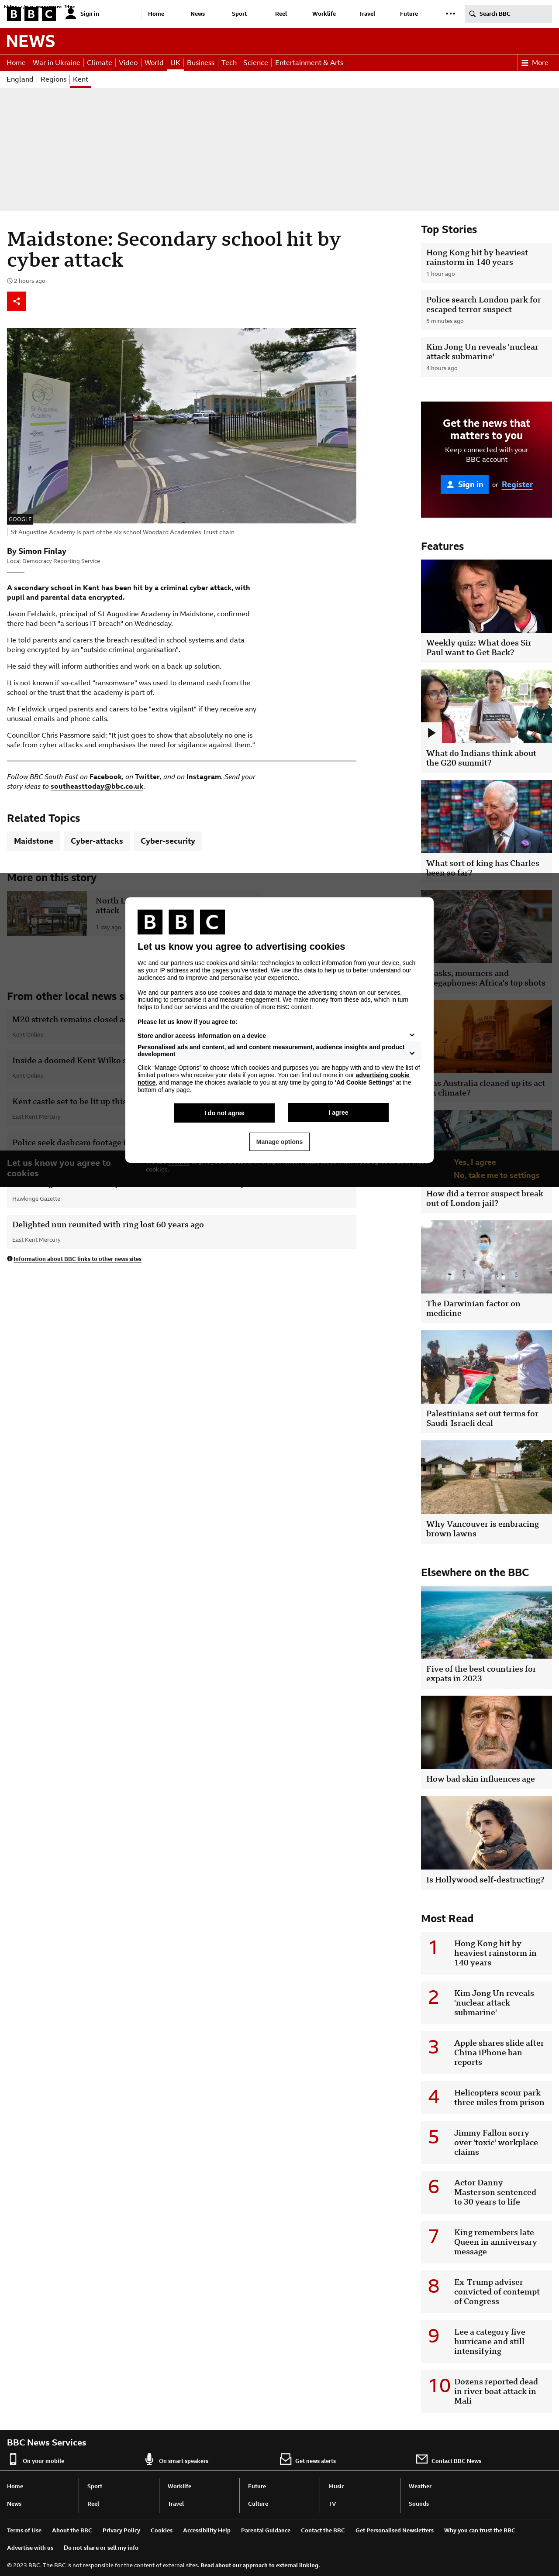 BBC
Sign in
Home
News
Sport
Reel
Worklife
Travel
Future
Search BBC
NEWS
Home
War in Ukraine
Climate
Video
World
UK
Business
Tech
Science
Entertainment & Arts
More
England
Regions
Kent
Maidstone: Secondary school hit by
cyber attack
2 hours ago
St Augustine
Academy
GOOGLE
St Augustine Academy is part of the six school Woodard Academies Trust chain
By Simon Finlay
Local Democracy Reporting Service
A secondary school in Kent has been hit by a criminal cyber attack, with
pupil and parental data encrypted.
Jason Feldwick, principal of St Augustine Academy in Maidstone, confirmed
there had been "a serious IT breach" on Wednesday.
He told parents and carers the breach resulted in school systems and data
being encrypted by an "outside criminal organisation".
He said they will inform authorities and work on a back up solution.
It is not known if so-called "ransomware" was used to demand cash from the
school or the trust that the academy is part of.
Mr Feldwick urged parents and carers to be "extra vigilant" if they receive any
unusual emails and phone calls.
Councillor Chris Passmore said: "It just goes to show that absolutely no one is
safe from cyber attacks and emphasises the need for vigilance against them."
Follow BBC South East on Facebook, on Twitter, and on Instagram. Send your
story ideas to southeasttoday@bbc.co.uk.
Related Topics
Maidstone
Cyber-attacks
Cyber-security
More on this story
attack
1 day ago
From other local news
M20 stretch remains closed
Kent Online
Inside a doomed Kent Wilko
Kent Online
Kent castle set to be lit up this
East Kent Mercury
Police seek dashcam footage
Hawkinge Gazette
Delighted nun reunited with ring lost 60 years ago
East Kent Mercury
Information about BBC links to other news sites
BBC
Let us know you agree to advertising cookies
We and our partners use cookies and similar technologies to collect information from your device, such
as your IP address and the pages you've visited. We use this data to help us to better understand our
audiences and to improve and personalise your experience.
We and our partners also use cookies and data to manage the advertising shown on our services,
including to personalise it and measure engagement. We make money from these ads, which in turn
helps to fund our services and the creation of more BBC content.
Please let us know if you agree to:
Store and/or access information on a device
Personalised ads and content, ad and content measurement, audience insights and product
development
Click "Manage Options" to choose which cookies and purposes you are happy with and to view the list of
limited partners who receive your data if you agree. You can find out more in our advertising cookie
notice, and manage the choices available to you at any time by going to 'Ad Cookie Settings' at the
bottom of any page.
I do not agree
I agree
Manage options
Let us know you agree to
cookies
cookies.
Yes, I agree
No, take me to settings
Top Stories
Hong Kong hit by heaviest
rainstorm in 140 years
1 hour ago
Police search London park for
escaped terror suspect
5 minutes ago
Kim Jong Un reveals 'nuclear
attack submarine'
4 hours ago
Get the news that
matters to you
Keep connected with your
BBC account
Sign in
or
Register
Features
Weekly quiz: What does Sir
Paul want to Get Back?
What do Indians think about
the G20 summit?
What sort of king has Charles
been so far?
mourners and
Africa's top shots
Australia cleaned up its act
climate?
How did a terror suspect break
out of London jail?
The Darwinian factor on
medicine
Palestinians set out terms for
Saudi-Israeli deal
Why Vancouver is embracing
brown lawns
Elsewhere on the BBC
Five of the best countries for
expats in 2023
How bad skin influences age
Is Hollywood self-destructing?
Most Read
1
Hong Kong hit by
heaviest rainstorm in
140 years
2
Kim Jong Un reveals
'nuclear attack
submarine'
3
Apple shares slide after
China iPhone ban
reports
4
Helicopters scour park
three miles from prison
5
Jimmy Fallon sorry
over 'toxic' workplace
claims
6
Actor Danny
Masterson sentenced
to 30 years to life
7
King remembers late
Queen in anniversary
message
8
Ex-Trump adviser
convicted of contempt
of Congress
9
Lee a category five
hurricane and still
intensifying
10
Dozens reported dead
in river boat attack in
Mali
BBC News Services
On your mobile
On smart speakers
Get news alerts
Contact BBC News
Home
Sport
Worklife
Future
Music
Weather
News
Reel
Travel
Culture
TV
Sounds
Terms of Use
About the BBC
Privacy Policy
Cookies
Accessibility Help
Parental Guidance
Contact the BBC
Get Personalised Newsletters
Why you can trust the BBC
Advertise with us
Do not share or sell my info
© 2023 BBC. The BBC is not responsible for the content of external sites. Read about our approach to external linking.